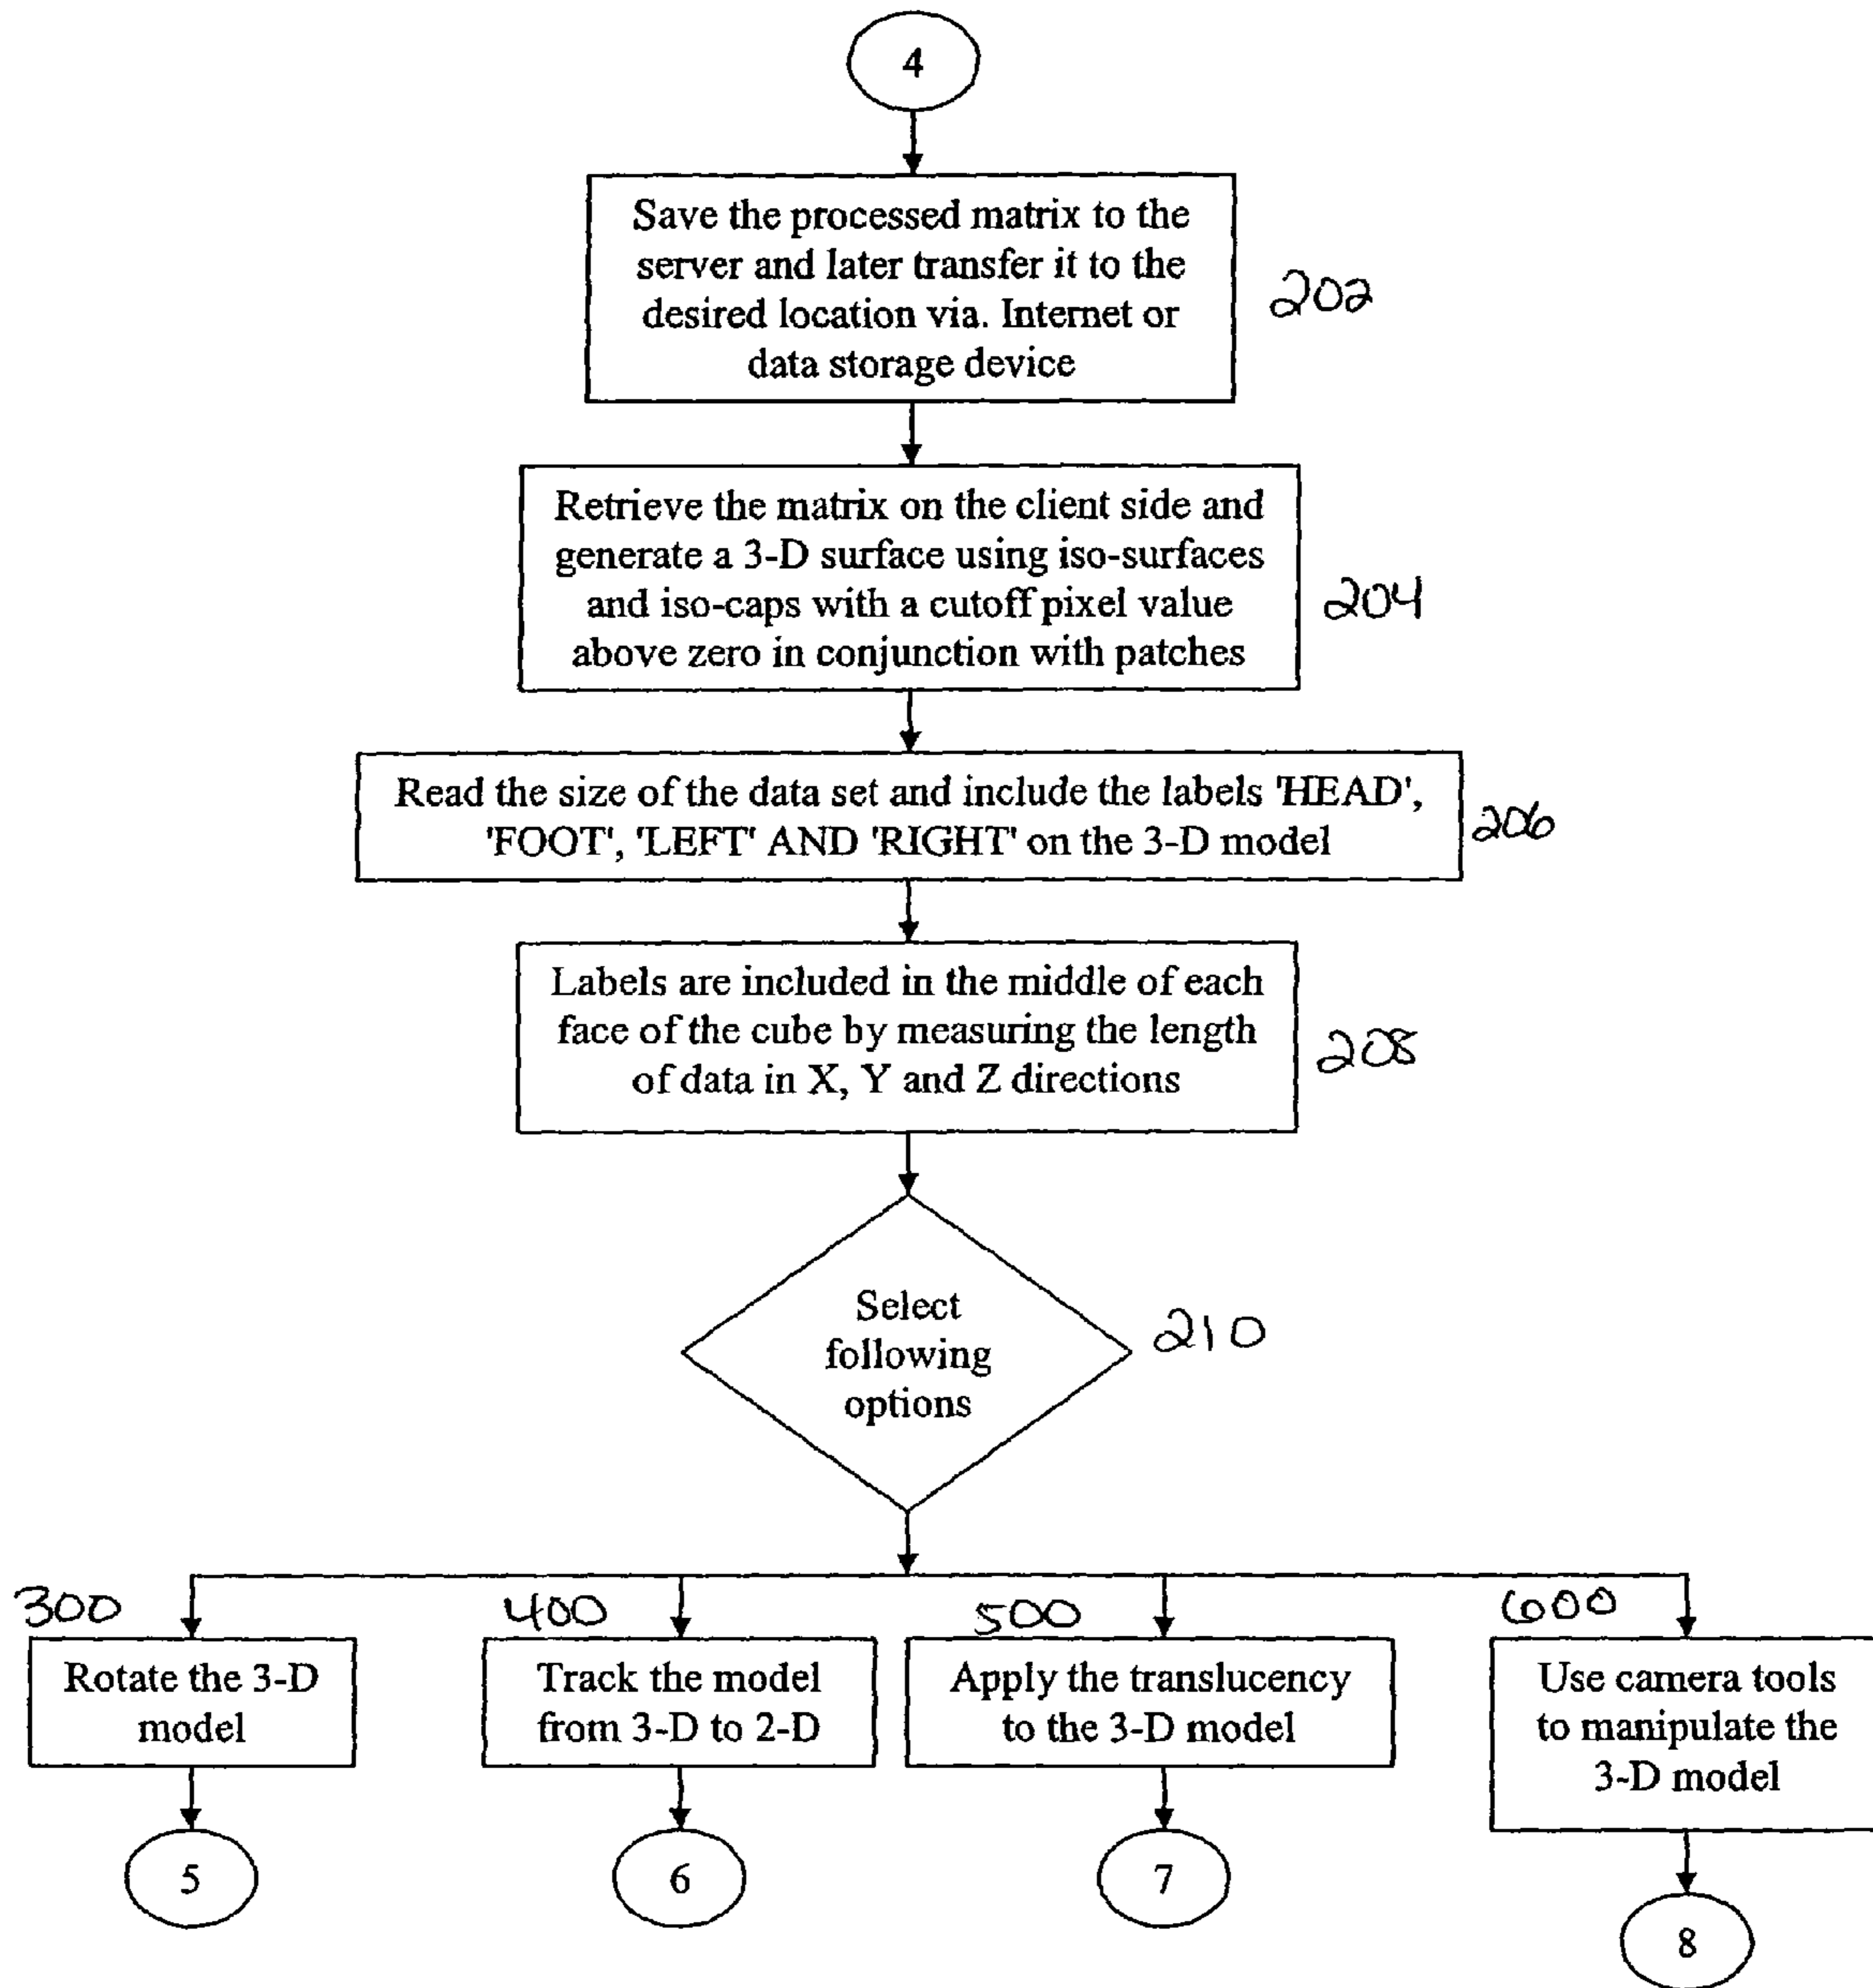 4
Save the processed matrix to the
server and later transfer it to the
desired location via. Internet or
data storage device
202
Retrieve the matrix on the client side and
generate a 3-D surface using iso-surfaces
and iso-caps with a cutoff pixel value
above zero in conjunction with patches
204
Read the size of the data set and include the labels 'HEAD',
'FOOT', 'LEFT' AND 'RIGHT' on the 3-D model
206
Labels are included in the middle of each
face of the cube by measuring the length
of data in X, Y and Z directions
208
Select
following
options
210
300
Rotate the 3-D
model
5
400
Track the model
from 3-D to 2-D
6
500
Apply the translucency
to the 3-D model
7
600
Use camera tools
to manipulate the
3-D model
8